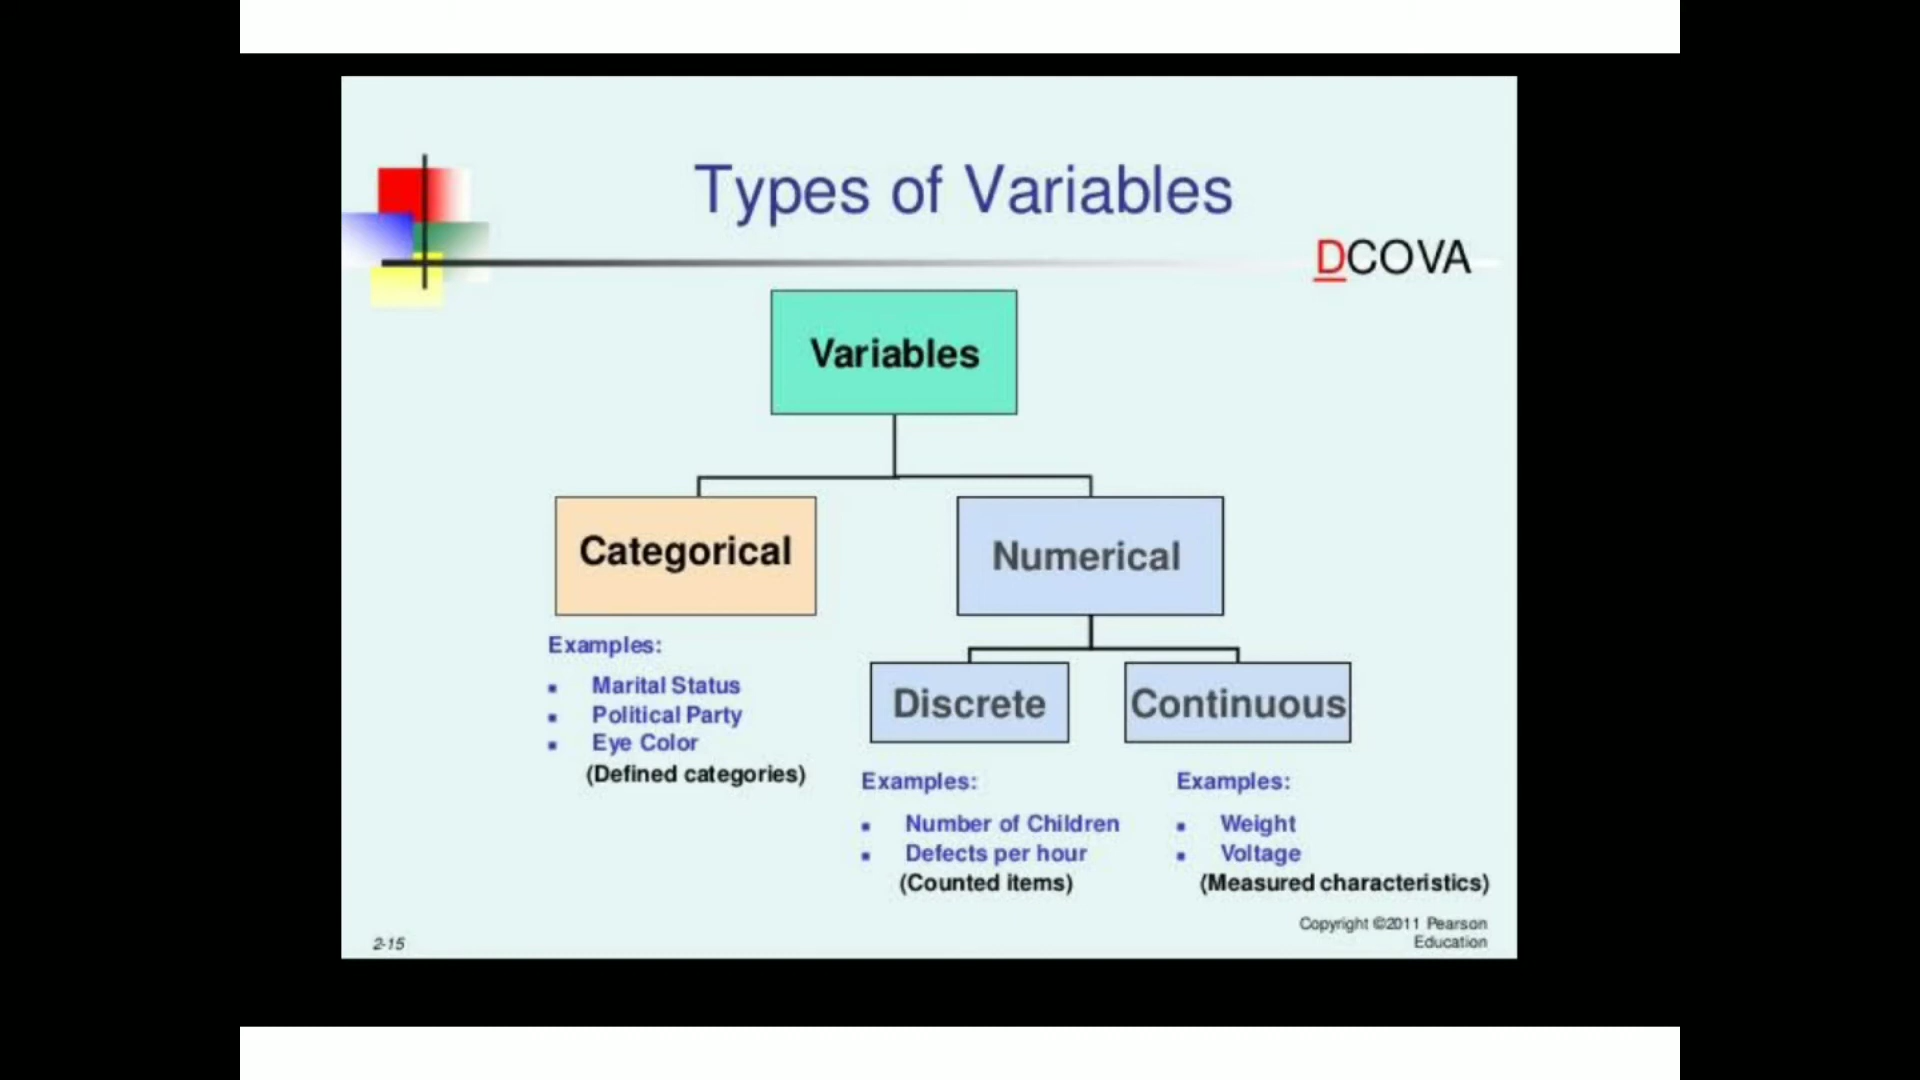 Types of Variables
DCOVA
Variables
Categorical
Numerical
Examples:
Marital Status
Political Party
Eye Color
(Defined categories)
Discrete
Continuous
Examples:
Number of Children
Defects per hour
(Counted items)
Examples:
Weight
Voltage
(Measured characteristics)
Copyright ©2011 Pearson
Education
2-15